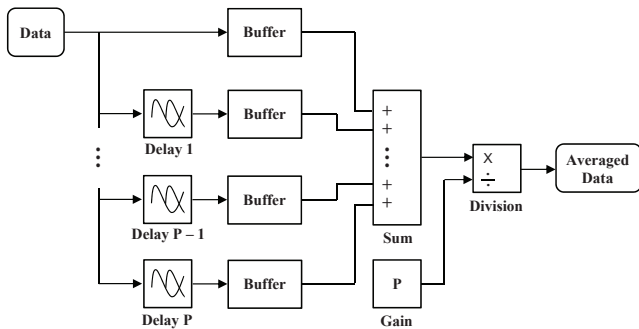 Data
Buffer
+
Buffer
+
Delay 1
⋮
⋮
⋮
X
÷
Averaged
Data
Buffer
+
+
Delay P – 1
Sum
Division
Buffer
P
Delay P
Gain